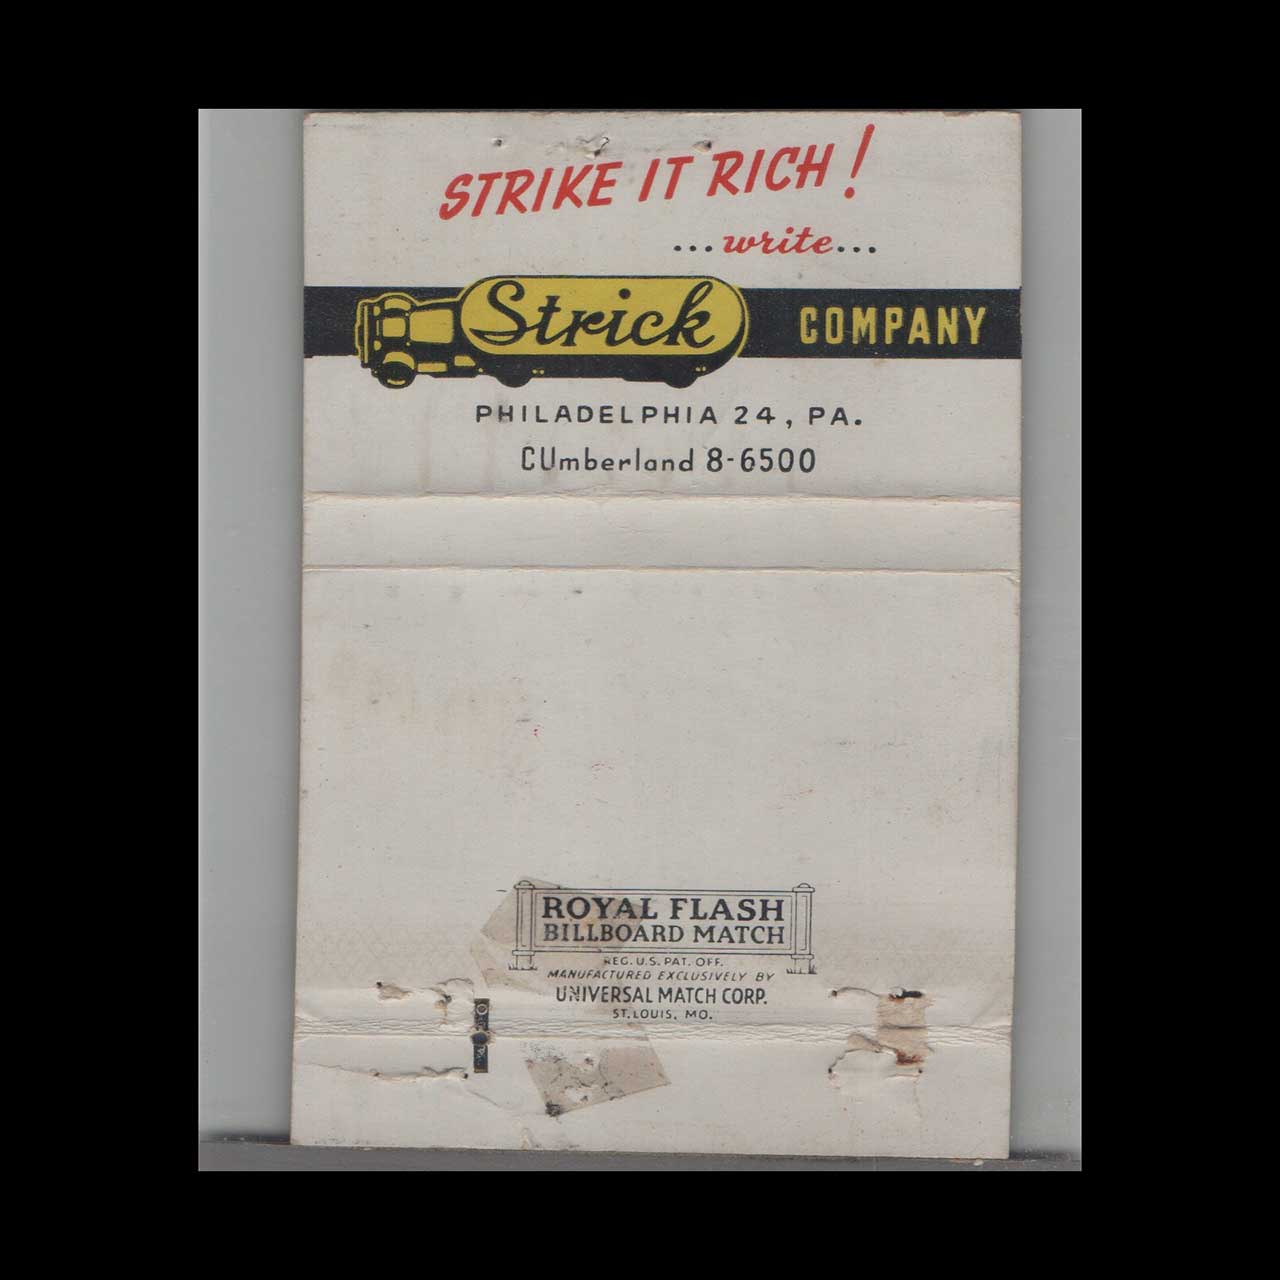 STRIKE IT RICH!
...write...
Strick COMPANY
PHILADELPHIA 24, PA.
CUmberland 8-6500
ROYAL FLASH
BILLBOARD MATCH
REG. U.S. PAT. OFF.
MANUFACTURED EXCLUSIVELY BY
UNIVERSAL MATCH CORP.
ST. LOUIS, MO.